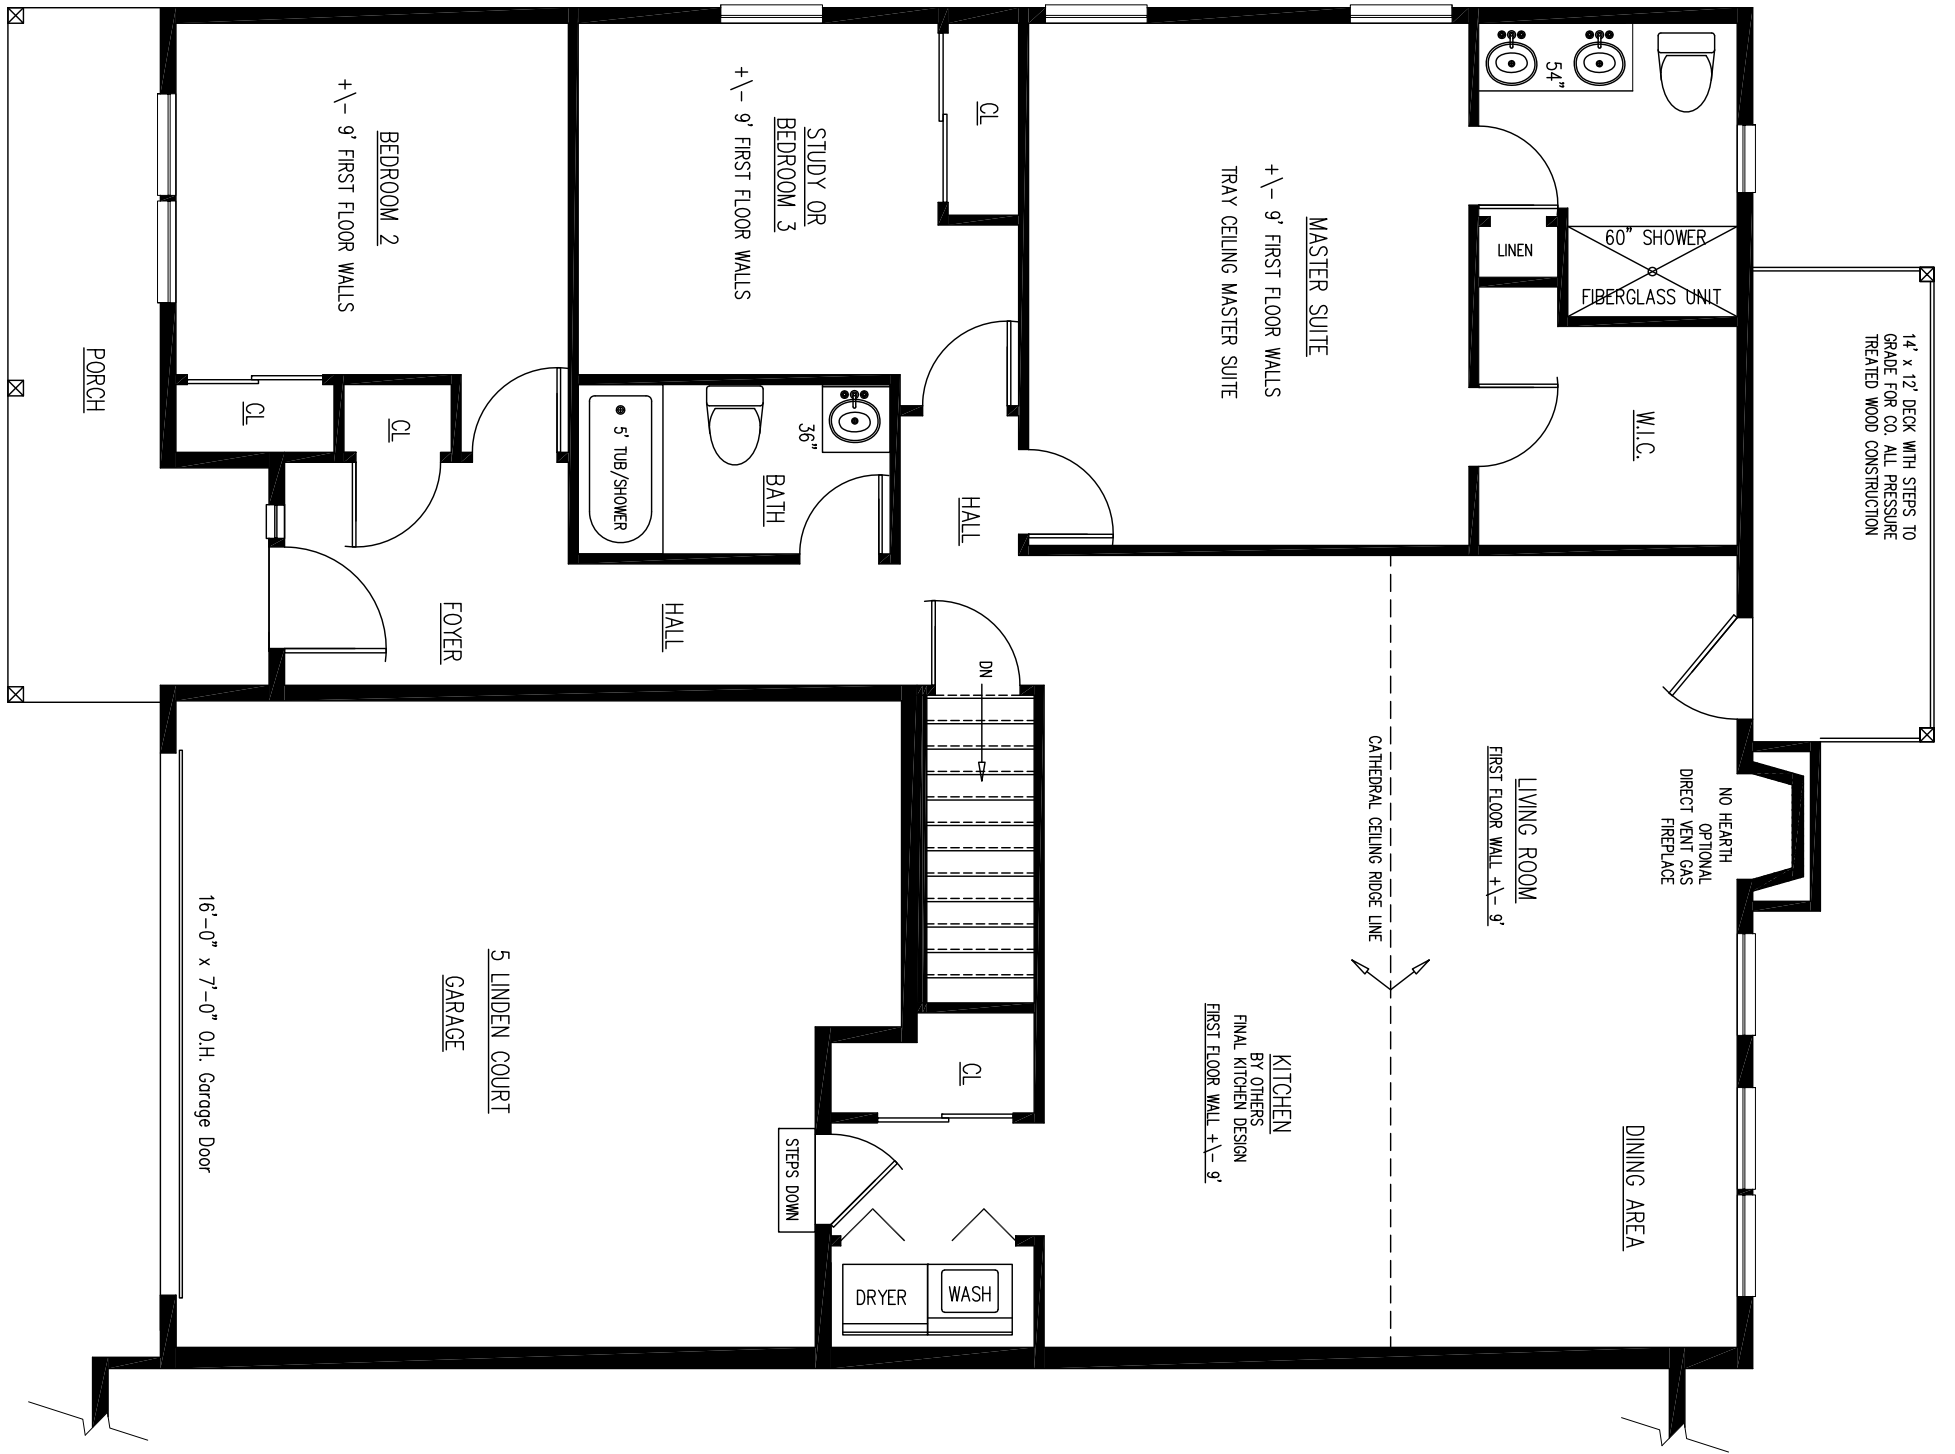 CL
54"
+\- 9' FIRST FLOOR WALLS
BEDROOM 2
+\- 9' FIRST FLOOR WALLS
STUDY OR
BEDROOM 3
MASTER SUITE
+\- 9' FIRST FLOOR WALLS
TRAY CEILING MASTER SUITE
LINEN
60" SHOWER
FIBERGLASS UNIT
14' x 12' DECK WITH STEPS TO
GRADE FOR CO. ALL PRESSURE
TREATED WOOD CONSTRUCTION
PORCH
CL
CL
36"
5' TUB/SHOWER
BATH
HALL
W.I.C.
FOYER
HALL
DN
CATHEDRAL CEILING RIDGE LINE
LIVING ROOM
FIRST FLOOR WALL +\- 9'
NO HEARTH
OPTIONAL
DIRECT VENT GAS
FIREPLACE
16'-0" x 7'-0" O.H. Garage Door
5 LINDEN COURT
GARAGE
CL
KITCHEN
BY OTHERS
FINAL KITCHEN DESIGN
FIRST FLOOR WALL +\- 9'
STEPS DOWN
DINING AREA
DRYER
WASH